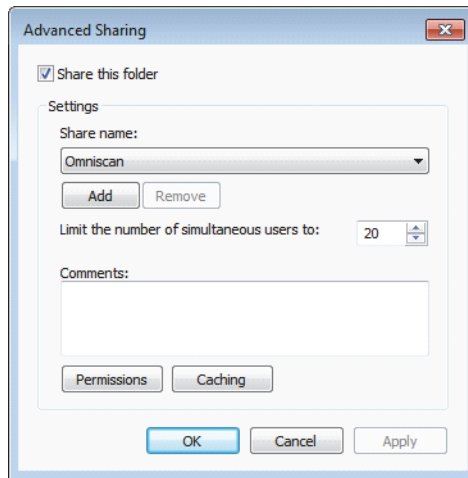 Advanced Sharing
Share this folder
Settings
Share name:
Omniscan
Add Remove
Limit the number of simultaneous users to: 20
Comments:
Permissions Caching
OK Cancel Apply